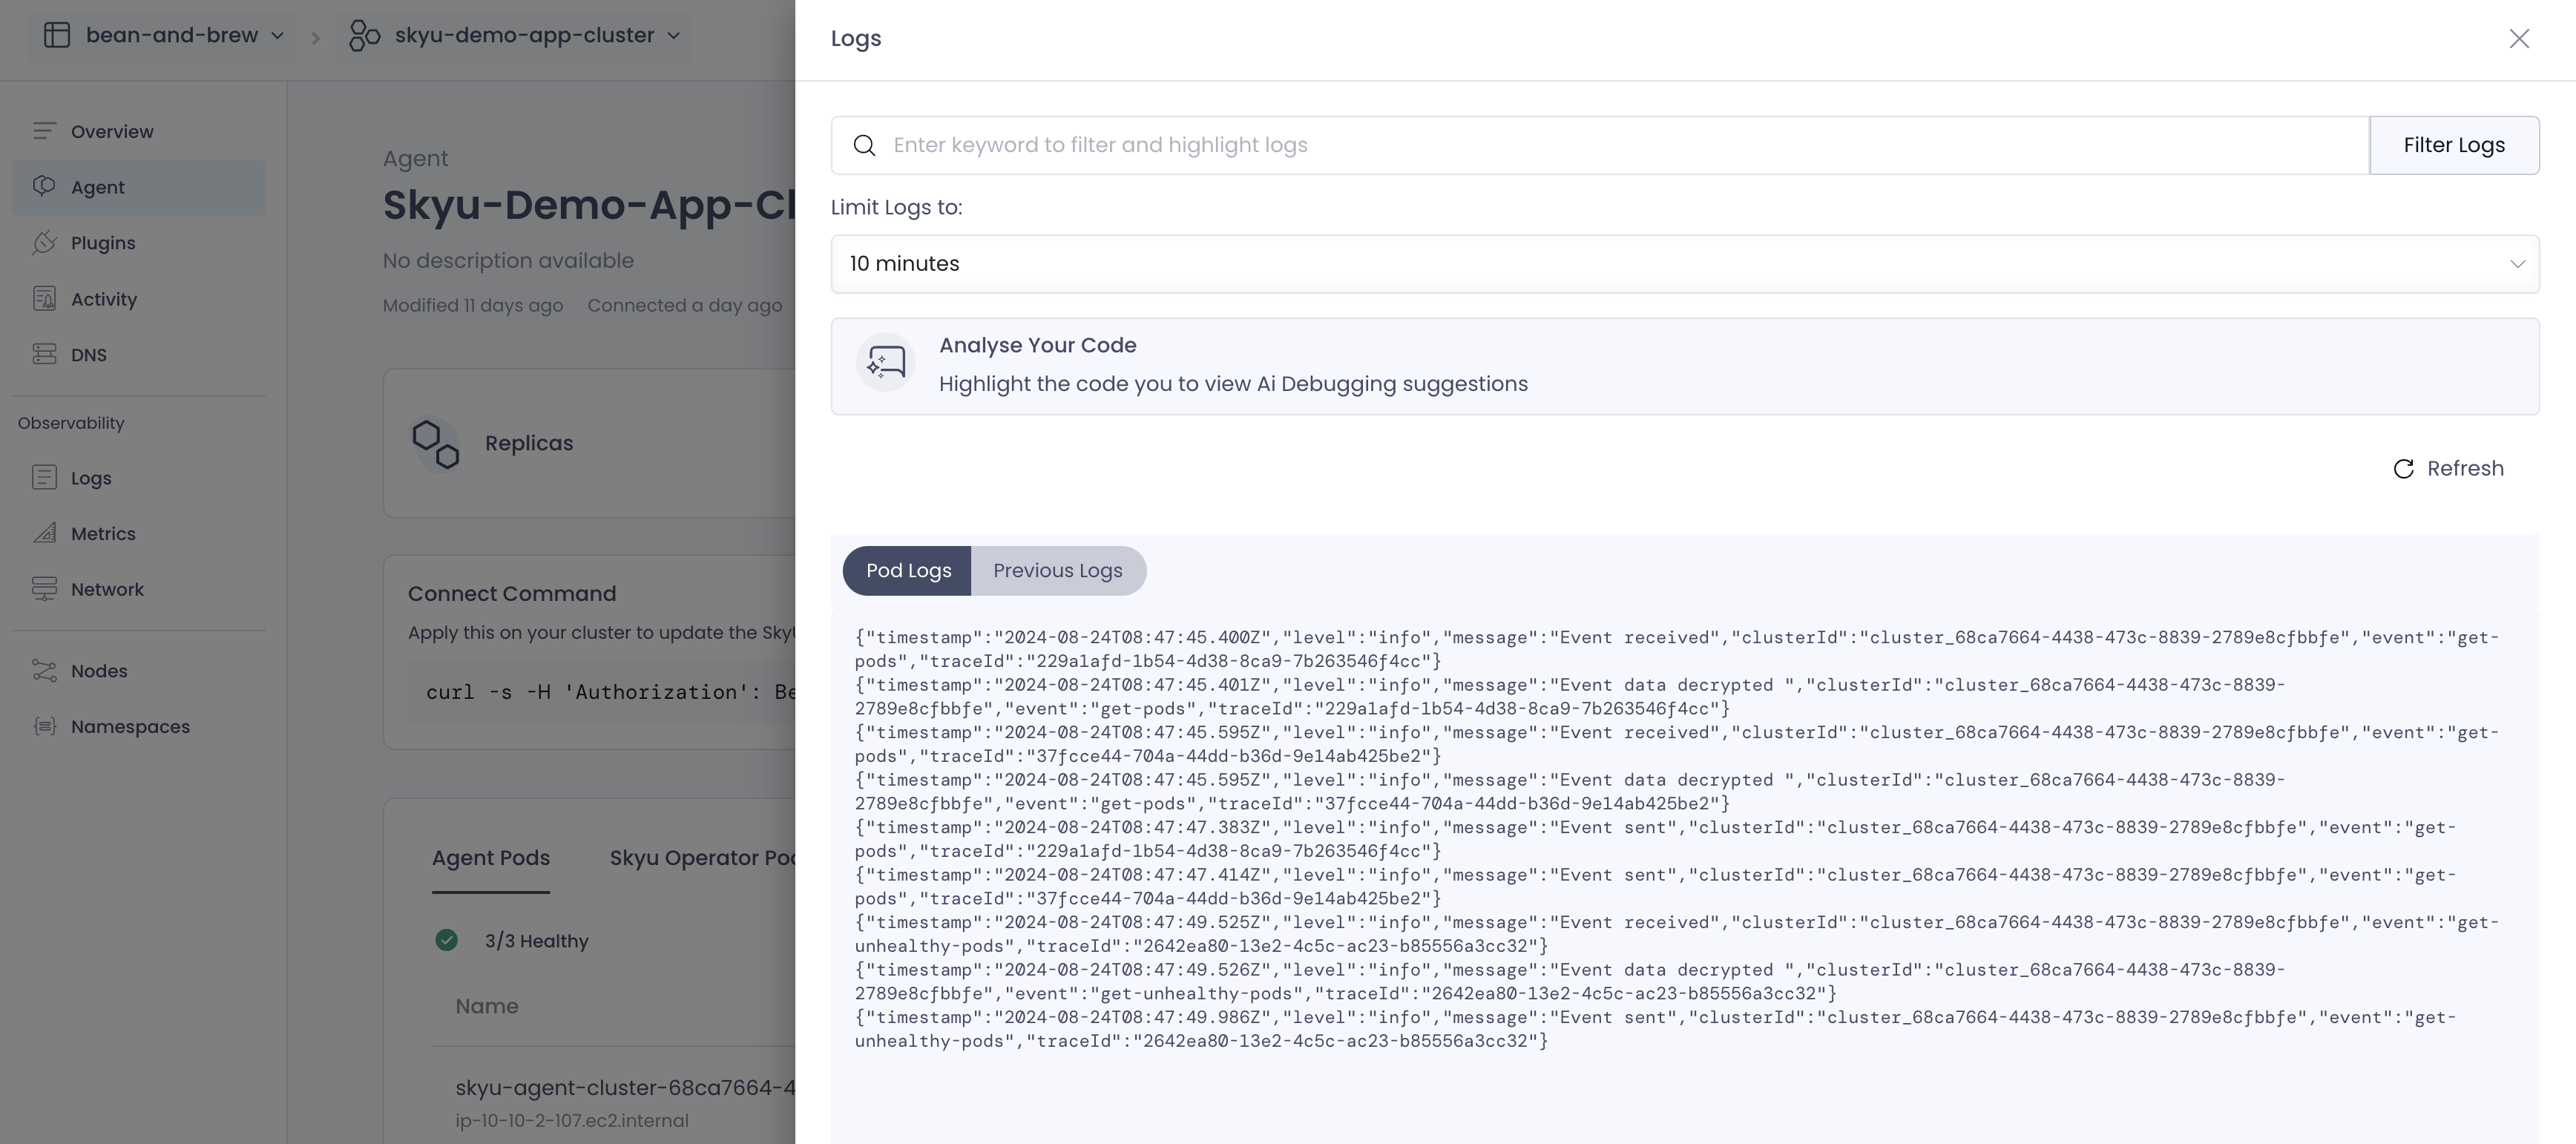 bean-and-brew
skyu-demo-app-cluster
Overview
Agent
Plugins
Activity
DNS
Observability
Logs
Metrics
Network
Nodes
Namespaces
Agent
Skyu-Demo-App-Cl
No description available
Modified 11 days ago Connected a day ago
Replicas
Connect Command
Apply this on your cluster to update the Sky
curl -s -H 'Authorization': Be
Agent Pods Skyu Operator Po
3/3 Healthy
Name
skyu-agent-cluster-68ca7664-4
ip-10-10-2-107.ec2.internal
Logs
Enter keyword to filter and highlight logs
Filter Logs
Limit Logs to:
10 minutes
Analyse Your Code
Highlight the code you to view Ai Debugging suggestions
Refresh
Pod Logs Previous Logs
{"timestamp":"2024-08-24T08:47:45.400Z","level":"info","message":"Event received","clusterId":"cluster_68ca7664-4438-473c-8839-2789e8cfbbfe","event":"get-
pods","traceId":"229a1afd-1b54-4d38-8ca9-7b263546f4cc"}
{"timestamp":"2024-08-24T08:47:45.401Z","level":"info","message":"Event data decrypted ","clusterId":"cluster_68ca7664-4438-473c-8839-
2789e8cfbbfe","event":"get-pods","traceId":"229a1afd-1b54-4d38-8ca9-7b263546f4cc"}
{"timestamp":"2024-08-24T08:47:45.595Z","level":"info","message":"Event received","clusterId":"cluster_68ca7664-4438-473c-8839-2789e8cfbbfe","event":"get-
pods","traceId":"37fcce44-704a-44dd-b36d-9e14ab425be2"}
{"timestamp":"2024-08-24T08:47:45.595Z","level":"info","message":"Event data decrypted ","clusterId":"cluster_68ca7664-4438-473c-8839-
2789e8cfbbfe","event":"get-pods","traceId":"37fcce44-704a-44dd-b36d-9e14ab425be2"}
{"timestamp":"2024-08-24T08:47:47.383Z","level":"info","message":"Event sent","clusterId":"cluster_68ca7664-4438-473c-8839-2789e8cfbbfe","event":"get-
pods","traceId":"229a1afd-1b54-4d38-8ca9-7b263546f4cc"}
{"timestamp":"2024-08-24T08:47:47.414Z","level":"info","message":"Event sent","clusterId":"cluster_68ca7664-4438-473c-8839-2789e8cfbbfe","event":"get-
pods","traceId":"37fcce44-704a-44dd-b36d-9e14ab425be2"}
{"timestamp":"2024-08-24T08:47:49.525Z","level":"info","message":"Event received","clusterId":"cluster_68ca7664-4438-473c-8839-2789e8cfbbfe","event":"get-
unhealthy-pods","traceId":"2642ea80-13e2-4c5c-ac23-b85556a3cc32"}
{"timestamp":"2024-08-24T08:47:49.526Z","level":"info","message":"Event data decrypted ","clusterId":"cluster_68ca7664-4438-473c-8839-
2789e8cfbbfe","event":"get-unhealthy-pods","traceId":"2642ea80-13e2-4c5c-ac23-b85556a3cc32"}
{"timestamp":"2024-08-24T08:47:49.986Z","level":"info","message":"Event sent","clusterId":"cluster_68ca7664-4438-473c-8839-2789e8cfbbfe","event":"get-
unhealthy-pods","traceId":"2642ea80-13e2-4c5c-ac23-b85556a3cc32"}